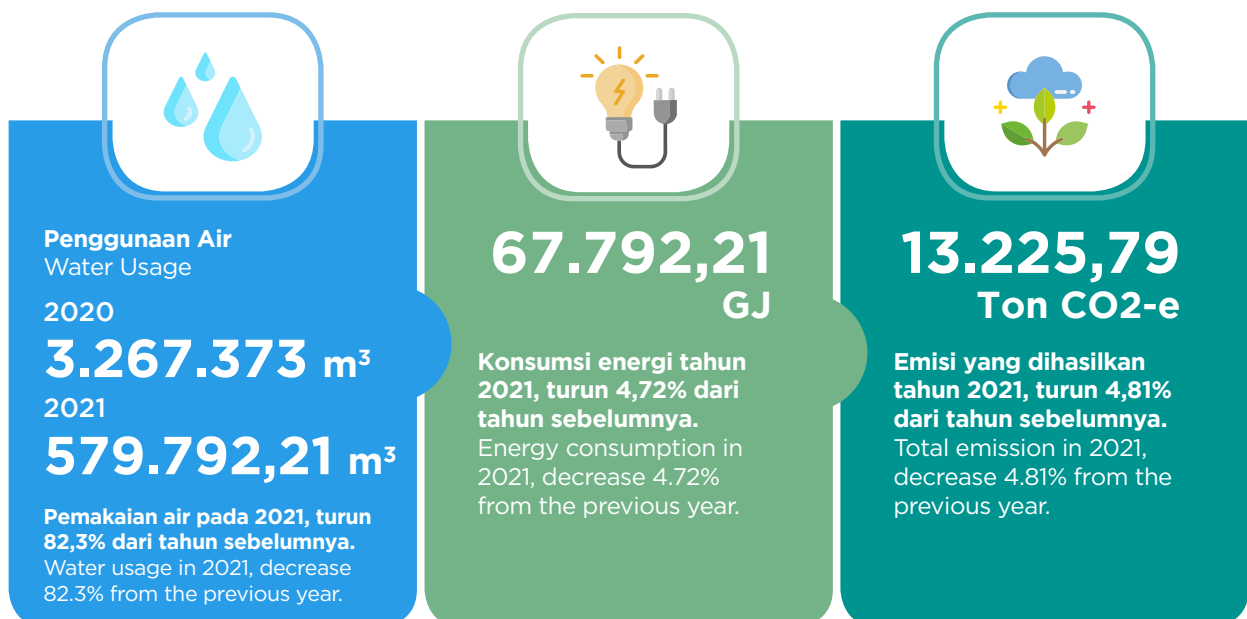 Penggunaan Air
Water Usage
2020
3.267.373 m³
2021
579.792,21 m³
Pemakaian air pada 2021, turun
82,3% dari tahun sebelumnya.
Water usage in 2021, decrease
82.3% from the previous year.
67.792,21
GJ
Konsumsi energi tahun
2021, turun 4,72% dari
tahun sebelumnya.
Energy consumption in
2021, decrease 4.72%
from the previous year.
13.225,79
Ton CO2-e
Emisi yang dihasilkan
tahun 2021, turun 4,81%
dari tahun sebelumnya.
Total emission in 2021,
decrease 4.81% from the
previous year.